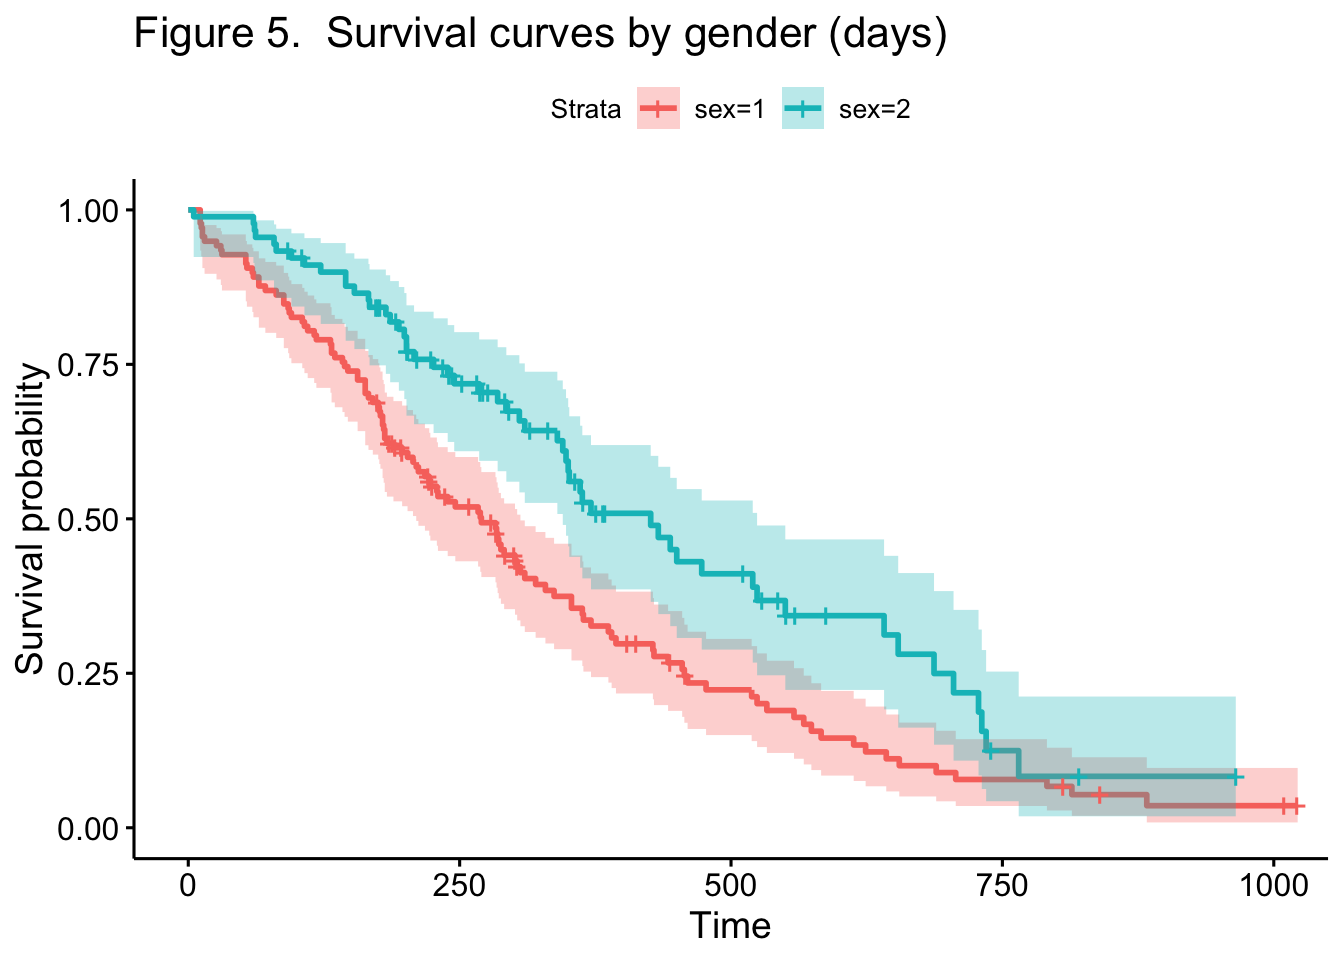 Figure 5.  Survival curves by gender (days)
Strata sex=1 sex=2
1.00
0.75
0.50
0.25
0.00
Survival probability
0 250 500 750 1000
Time